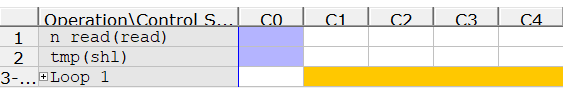 Operation\Control S... C0 C1 C2 C3 C4
1 n read(read)
2 tmp(shl)
3-... Loop 1